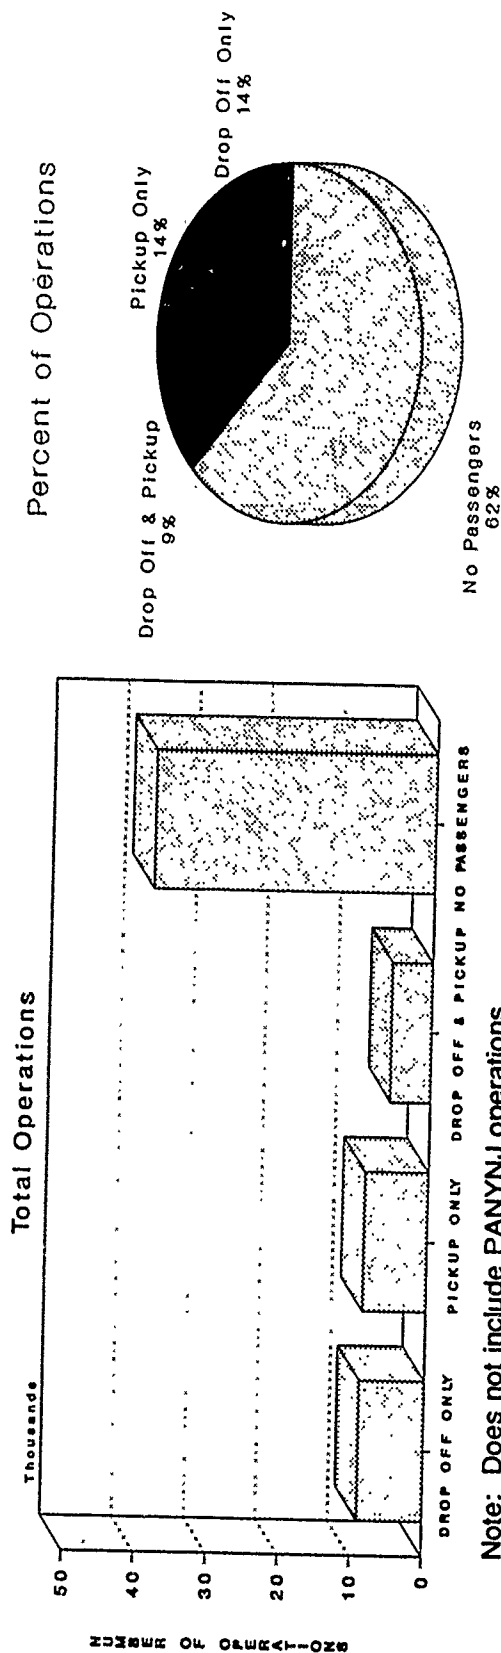 Total Operations
Thousands
50
40
30
20
10
0
NUMBER OF OPERATIONS
DROP OFF ONLY
PICKUP ONLY
DROP OFF & PICKUP
NO PASSENGERS
Note: Does not include PANYNJ operations
Percent of Operations
Drop Off & Pickup
9%
Pickup Only
14%
Drop Off Only
14%
No Passengers
62%